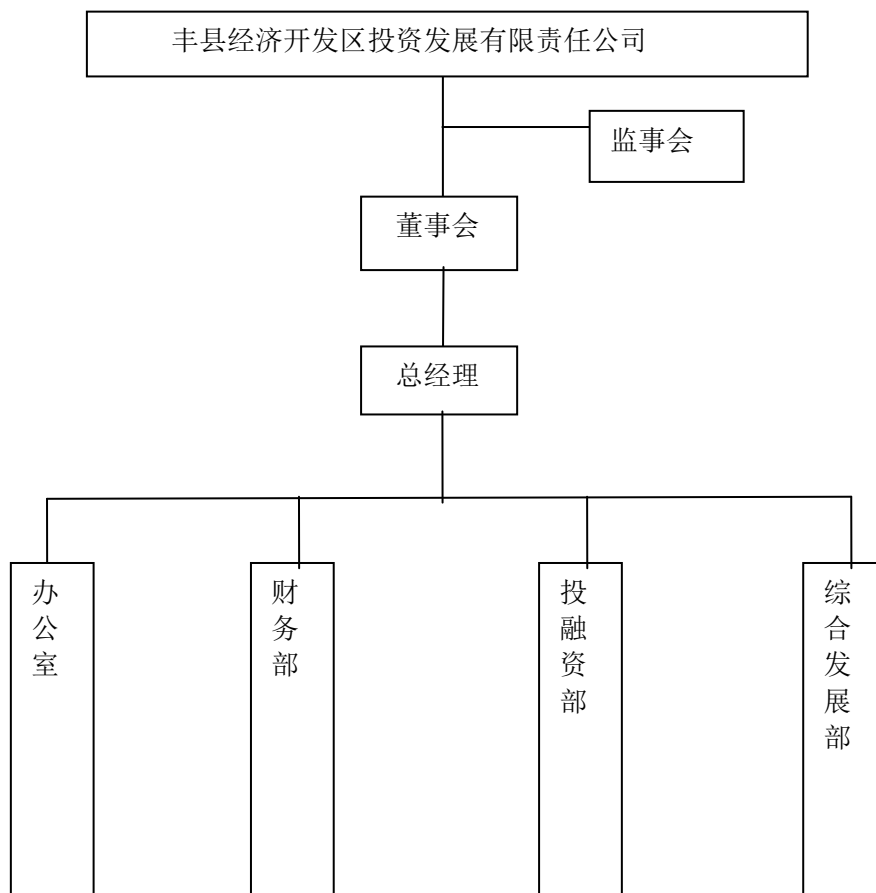 丰县经济开发区投资发展有限责任公司
监事会
董事会
总经理
办公室
财务部
投融资部
综合发展部